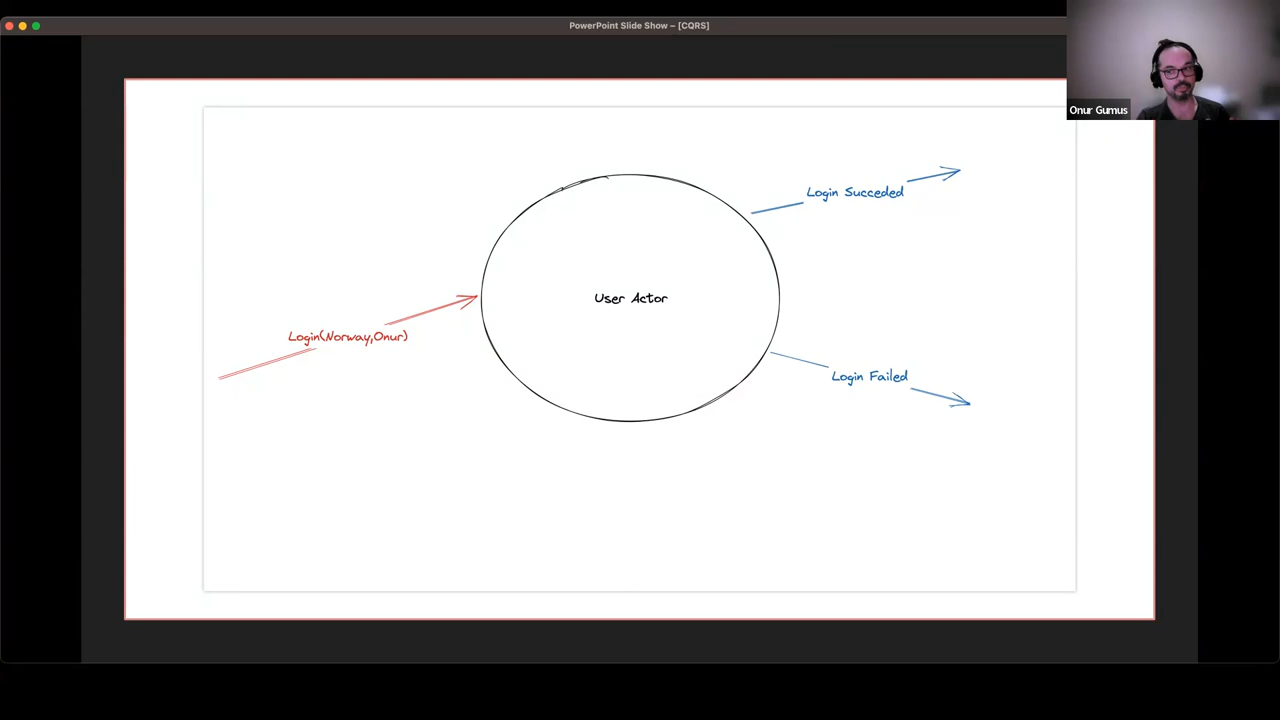 PowerPoint Slide Show – [CQRS]
Onur Gumus
Login Succeded
User Actor
Login(Norway,Onur)
Login Failed